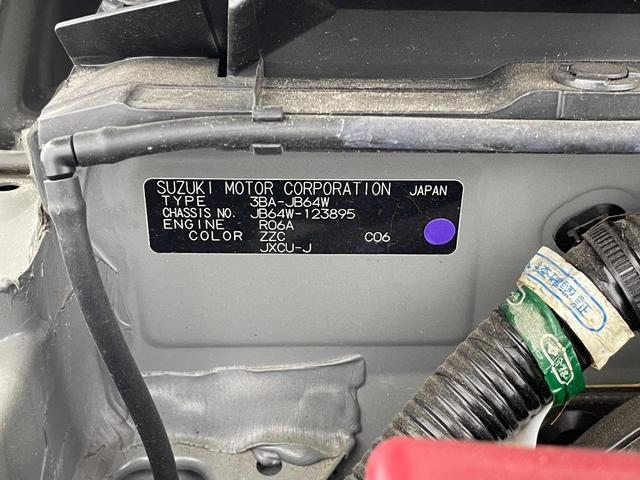 SUZUKI MOTOR CORPORATION JAPAN
TYPE 3BA-JB64W
CHASSIS NO. JB64W-123895
ENGINE R06A
COLOR ZZC C06
JXCU-J